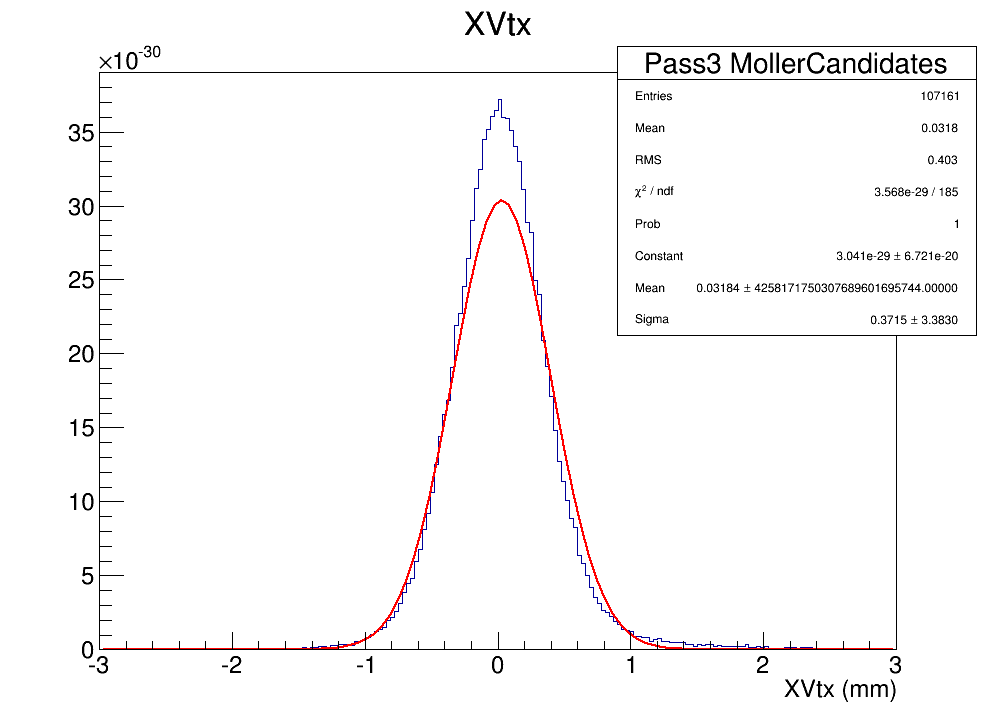 XVtx
×10-30
Pass3 MollerCandidates
Entries 107161
Mean 0.0318
RMS 0.403
χ2 / ndf 3.568e-29 / 185
Prob 1
Constant 3.041e-29 ± 6.721e-20
Mean 0.03184 ± 4258171750307689601695744.00000
Sigma 0.3715 ± 3.3830
35
30
25
20
15
10
5
0
-3 -2 -1 0 1 2 3
XVtx (mm)